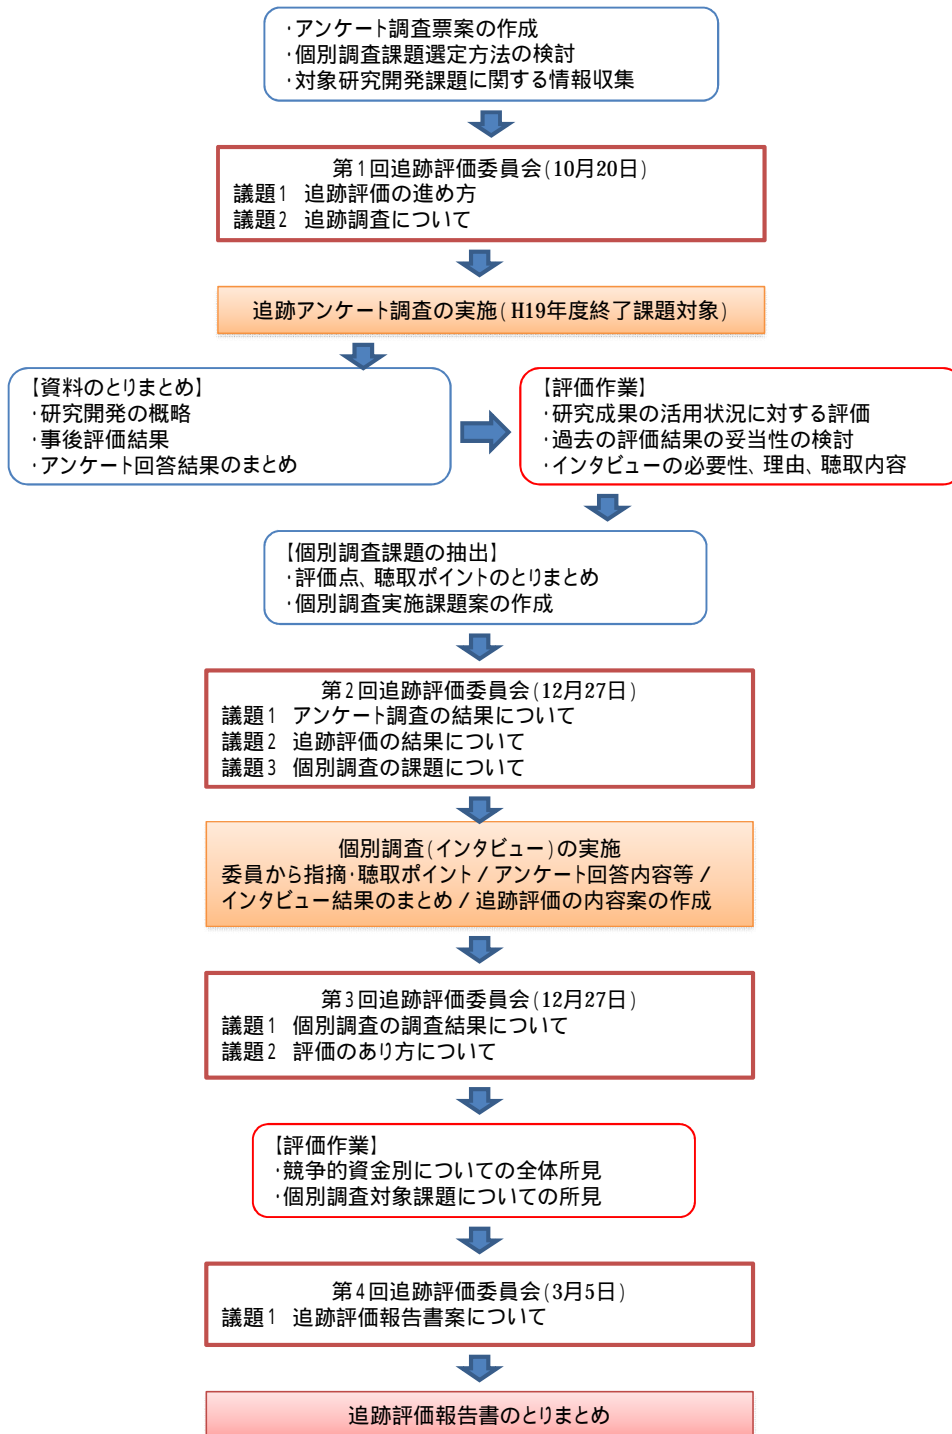 ・アンケート調査票案の作成
・個別調査課題選定方法の検討
・対象研究開発課題に関する情報収集
第1回追跡評価委員会(10月20日)
議題1 追跡評価の進め方
議題2 追跡調査について
追跡アンケート調査の実施(H19年度終了課題対象)
【資料のとりまとめ】
・研究開発の概略
・事後評価結果
・アンケート回答結果のまとめ
【評価作業】
・研究成果の活用状況に対する評価
・過去の評価結果の妥当性の検討
・インタビューの必要性、理由、聴取内容
【個別調査課題の抽出】
・評価点、聴取ポイントのとりまとめ
・個別調査実施課題案の作成
第2回追跡評価委員会(12月27日)
議題1 アンケート調査の結果について
議題2 追跡評価の結果について
議題3 個別調査の課題について
個別調査(インタビュー)の実施
委員から指摘・聴取ポイント/アンケート回答内容等/
インタビュー結果のまとめ/追跡評価の内容案の作成
第3回追跡評価委員会(12月27日)
議題1 個別調査の調査結果について
議題2 評価のあり方について
【評価作業】
・競争的資金別についての全体所見
・個別調査対象課題についての所見
第4回追跡評価委員会(3月5日)
議題1 追跡評価報告書案について
追跡評価報告書のとりまとめ